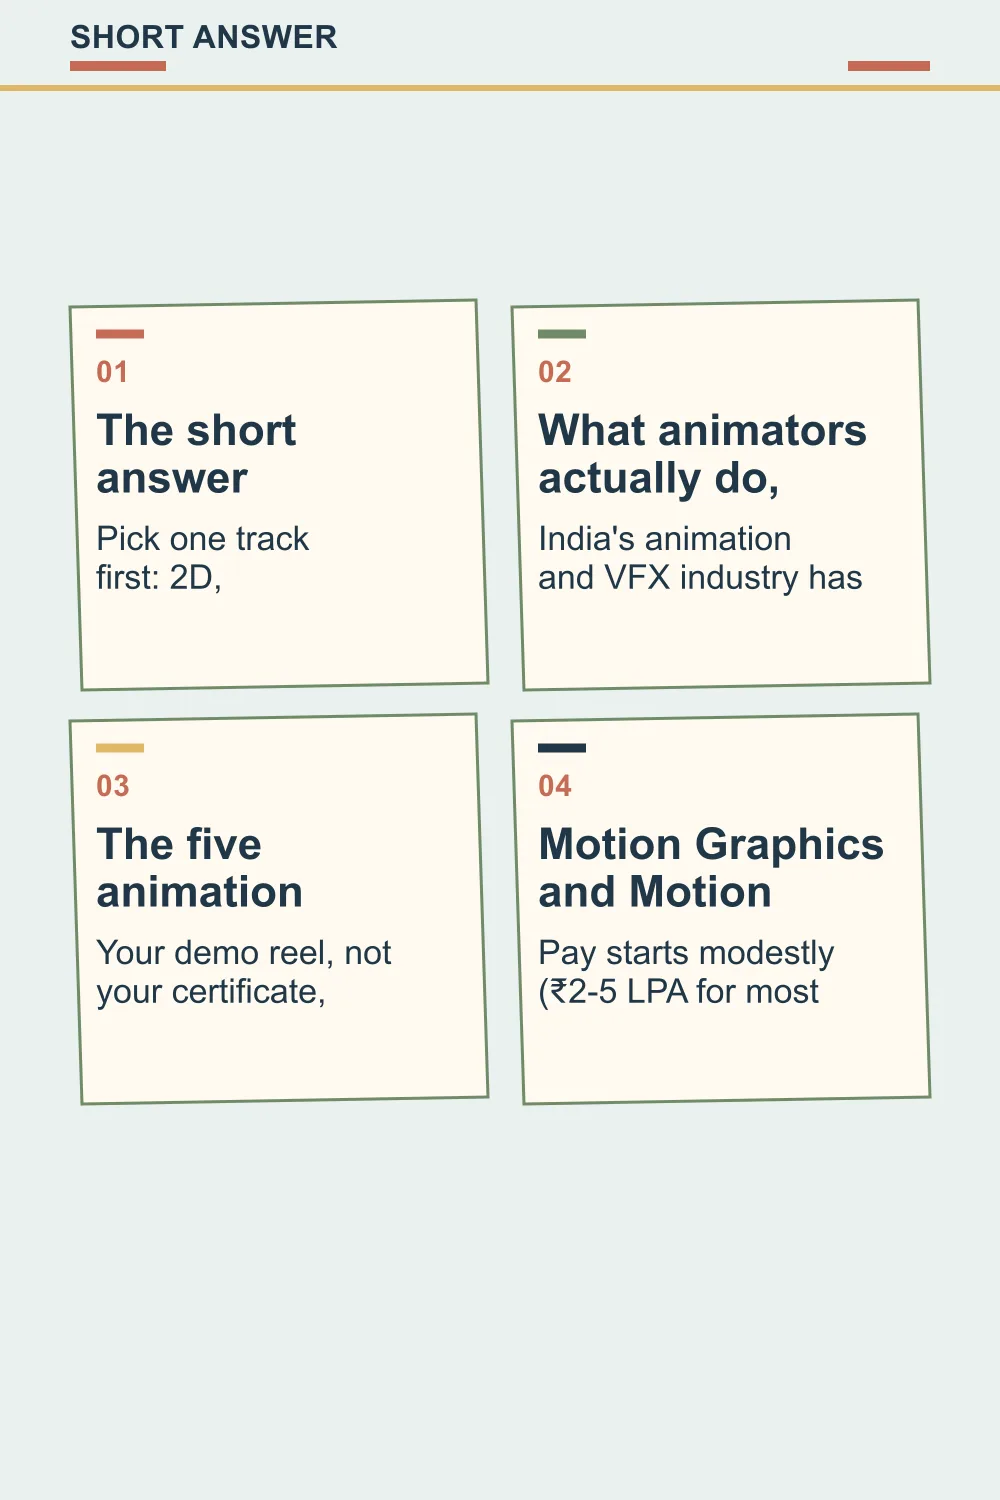 SHORT ANSWER
01
The short
answer
Pick one track
first: 2D,
02
What animators
actually do,
India's animation
and VFX industry has
03
The five
animation
Your demo reel, not
your certificate,
04
Motion Graphics
and Motion
Pay starts modestly
(₹2-5 LPA for most